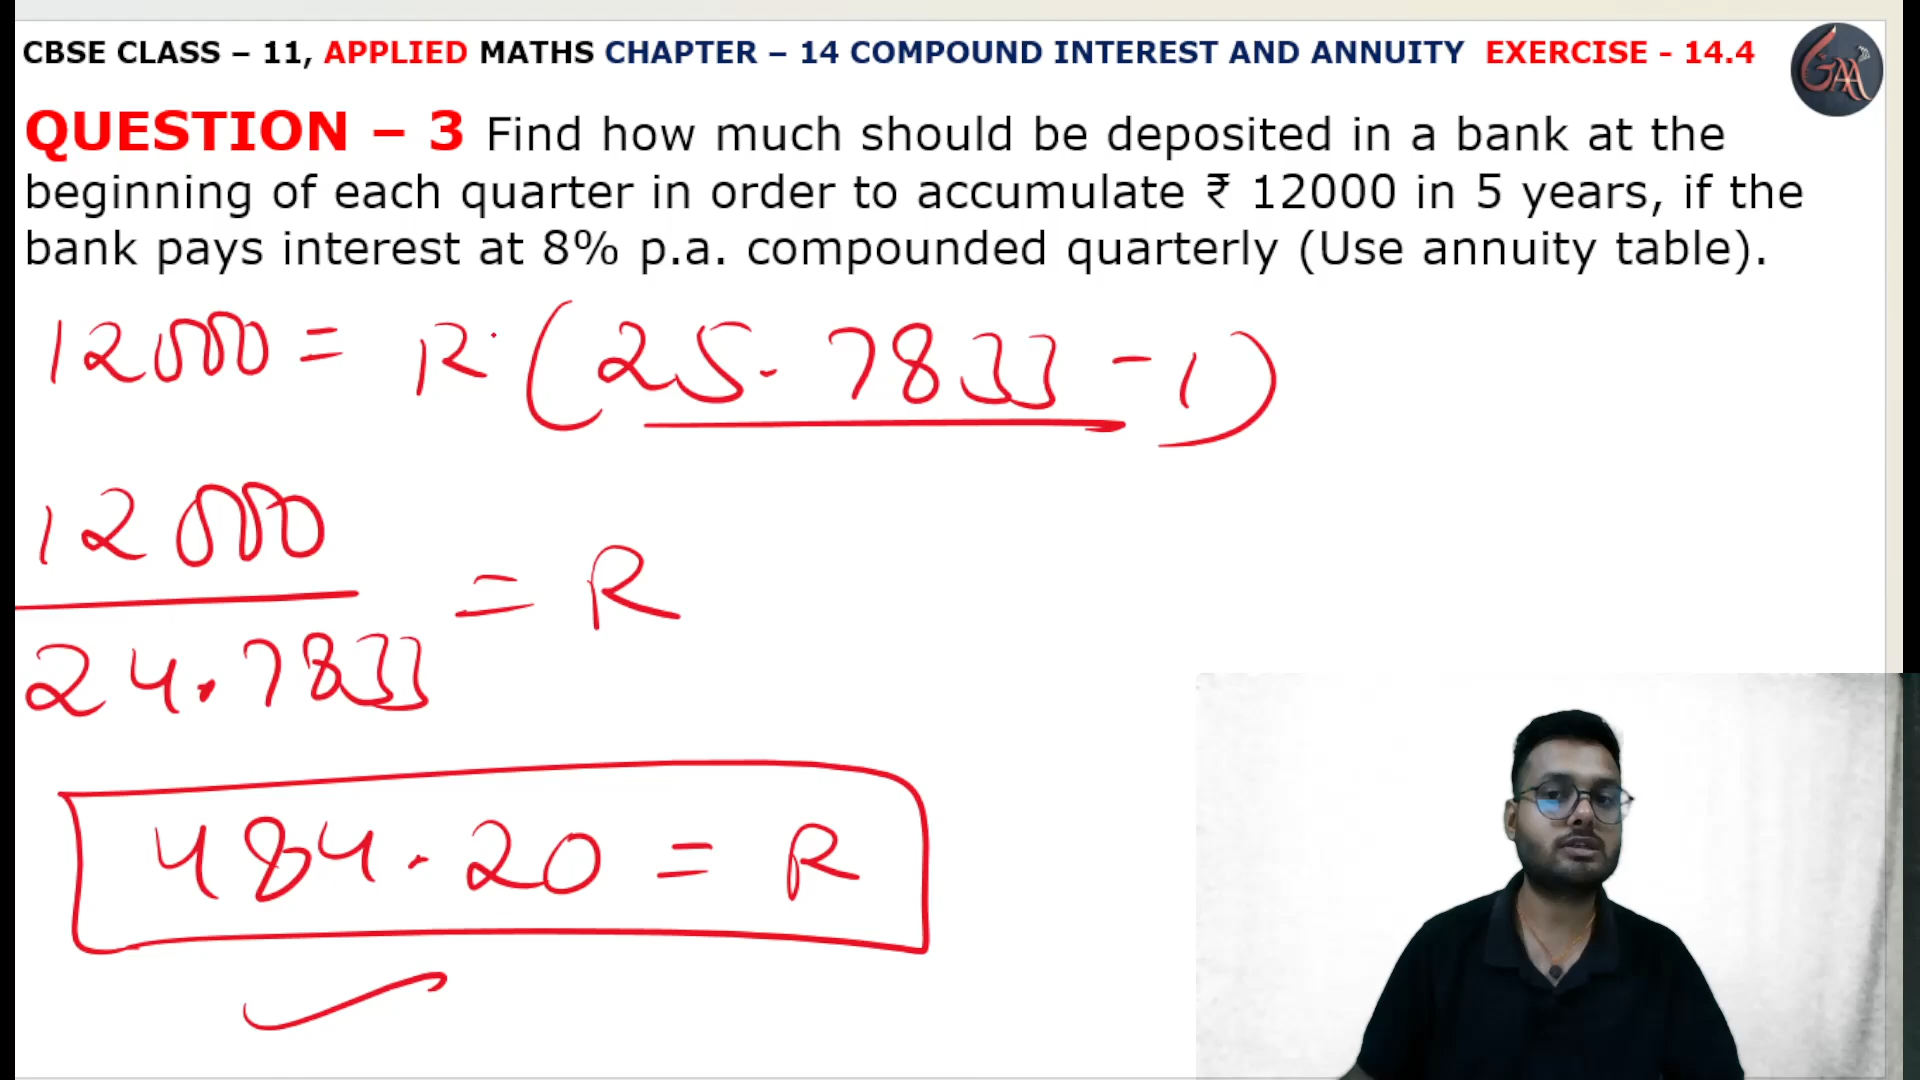 CBSE CLASS – 11, APPLIED MATHS CHAPTER – 14 COMPOUND INTEREST AND ANNUITY EXERCISE - 14.4
QUESTION – 3 Find how much should be deposited in a bank at the
beginning of each quarter in order to accumulate ₹ 12000 in 5 years, if the
bank pays interest at 8% p.a. compounded quarterly (Use annuity table).
12000 = R. (25.7833 - 1)
12000
= R
24.7833
484.20 = R